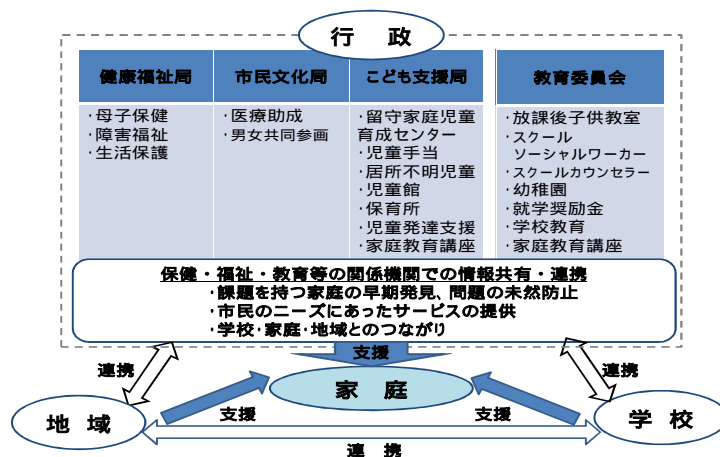 行 政
健康福祉局
・母子保健
・障害福祉
・生活保護
市民文化局
・医療助成
・男女共同参画
こども支援局
・留守家庭児童
育成センター
・児童手当
・居所不明児童
・児童館
・保育所
・児童発達支援
・家庭教育講座
教育委員会
・放課後子供教室
・スクール
ソーシャルワーカー
・スクールカウンセラー
・幼稚園
・就学奨励金
・学校教育
・家庭教育講座
保健・福祉・教育等の関係機関での情報共有・連携
・課題を持つ家庭の早期発見、問題の未然防止
・市民のニーズにあったサービスの提供
・学校・家庭・地域とのつながり
支援
連携
連携
家 庭
地 域
支援
支援
学 校
連 携